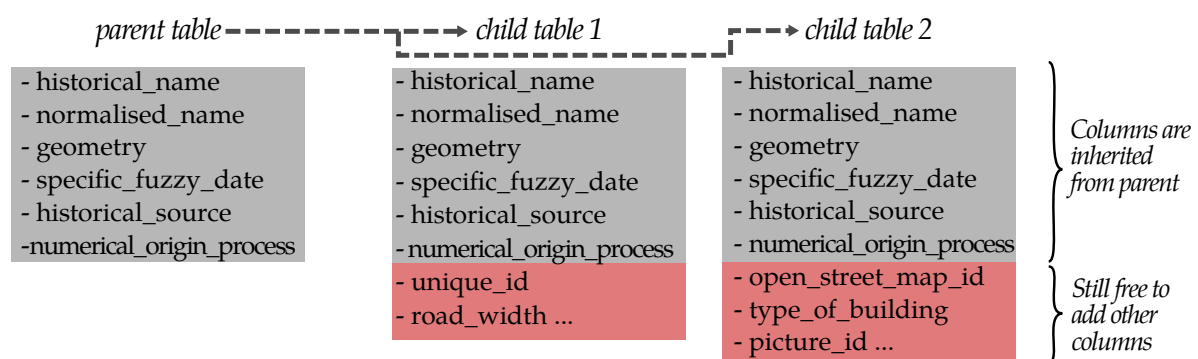 parent table
child table 1
child table 2
- historical_name
- normalised_name
- geometry
- specific_fuzzy_date
- historical_source
-numerical_origin_process
- historical_name
- normalised_name
- geometry
- specific_fuzzy_date
- historical_source
- numerical_origin_process
- unique_id
- road_width ...
- historical_name
- normalised_name
- geometry
- specific_fuzzy_date
- historical_source
- numerical_origin_process
- open_street_map_id
- type_of_building
- picture_id ...
Columns are
inherited
from parent
Still free to
add other
columns